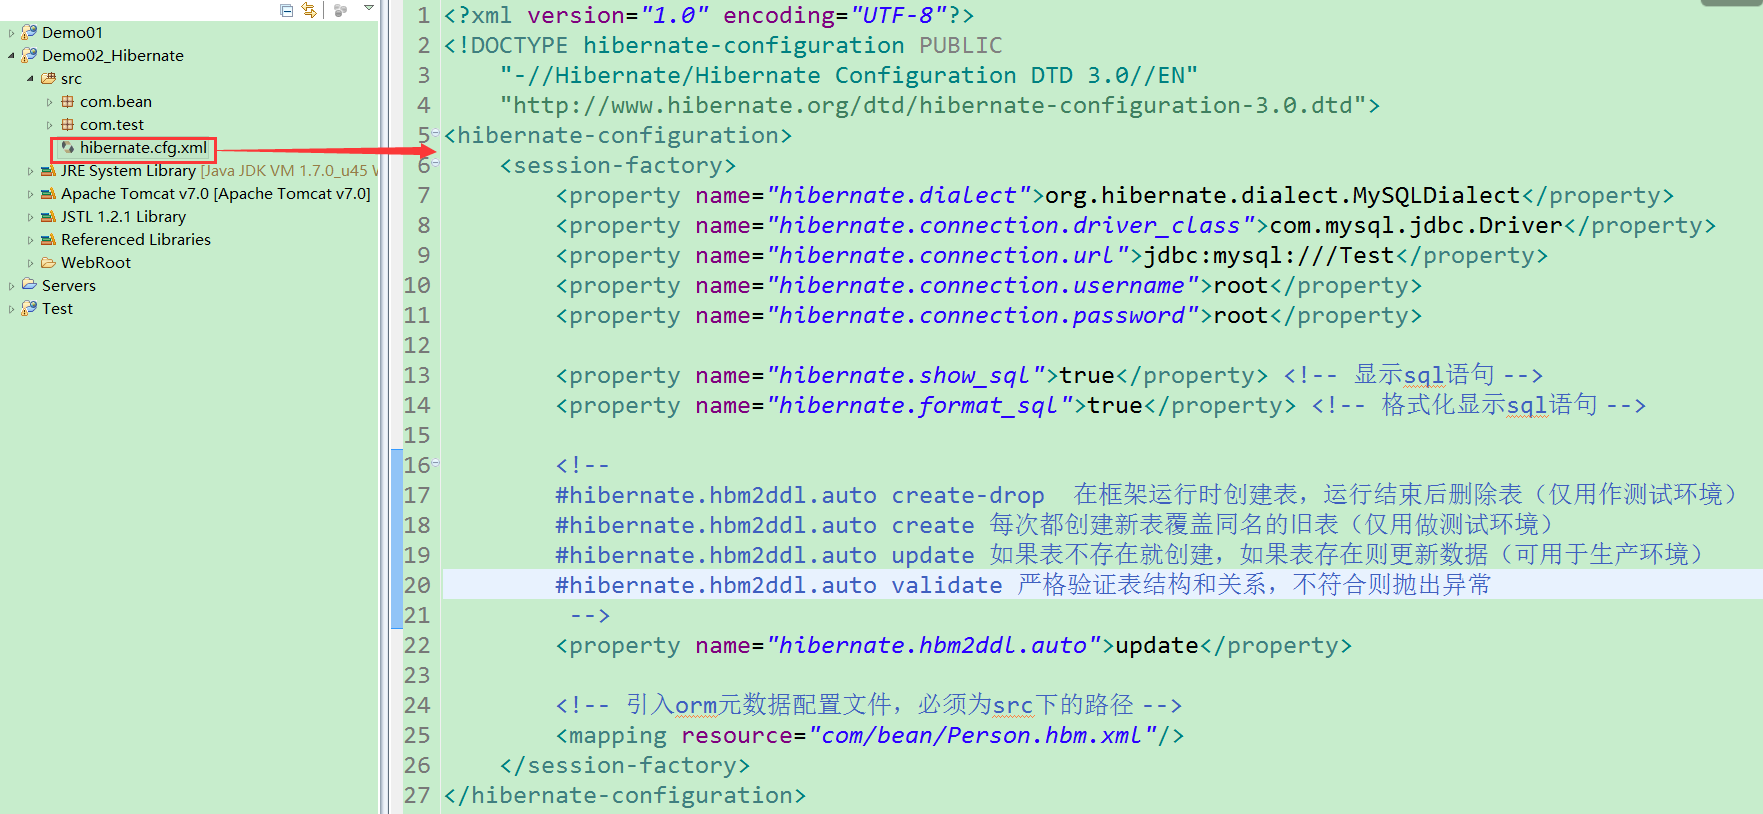 Demo01
Demo02_Hibernate
src
com.bean
com.test
hibernate.cfg.xml
JRE System Library [Java JDK VM 1.7.0_u45
Apache Tomcat v7.0 [Apache Tomcat v7.0]
JSTL 1.2.1 Library
Referenced Libraries
WebRoot
Servers
Test
1 <?xml version="1.0" encoding="UTF-8"?>
2 <!DOCTYPE hibernate-configuration PUBLIC
3 "-//Hibernate/Hibernate Configuration DTD 3.0//EN"
4 "http://www.hibernate.org/dtd/hibernate-configuration-3.0.dtd">
5 <hibernate-configuration>
6 <session-factory>
7 <property name="hibernate.dialect">org.hibernate.dialect.MySQLDialect</property>
8 <property name="hibernate.connection.driver_class">com.mysql.jdbc.Driver</property>
9 <property name="hibernate.connection.url">jdbc:mysql:///Test</property>
10 <property name="hibernate.connection.username">root</property>
11 <property name="hibernate.connection.password">root</property>
12
13 <property name="hibernate.show_sql">true</property> <!-- 显示sql语句 -->
14 <property name="hibernate.format_sql">true</property> <!-- 格式化显示sql语句 -->
15
16 <!--
17 #hibernate.hbm2ddl.auto create-drop 在框架运行时创建表，运行结束后删除表（仅用作测试环境）
18 #hibernate.hbm2ddl.auto create 每次都创建新表覆盖同名的旧表（仅用做测试环境）
19 #hibernate.hbm2ddl.auto update 如果表不存在就创建，如果表存在则更新数据（可用于生产环境）
20 #hibernate.hbm2ddl.auto validate 严格验证表结构和关系，不符合则抛出异常
21 -->
22 <property name="hibernate.hbm2ddl.auto">update</property>
23
24 <!-- 引入orm元数据配置文件，必须为src下的路径 -->
25 <mapping resource="com/bean/Person.hbm.xml"/>
26 </session-factory>
27 </hibernate-configuration>